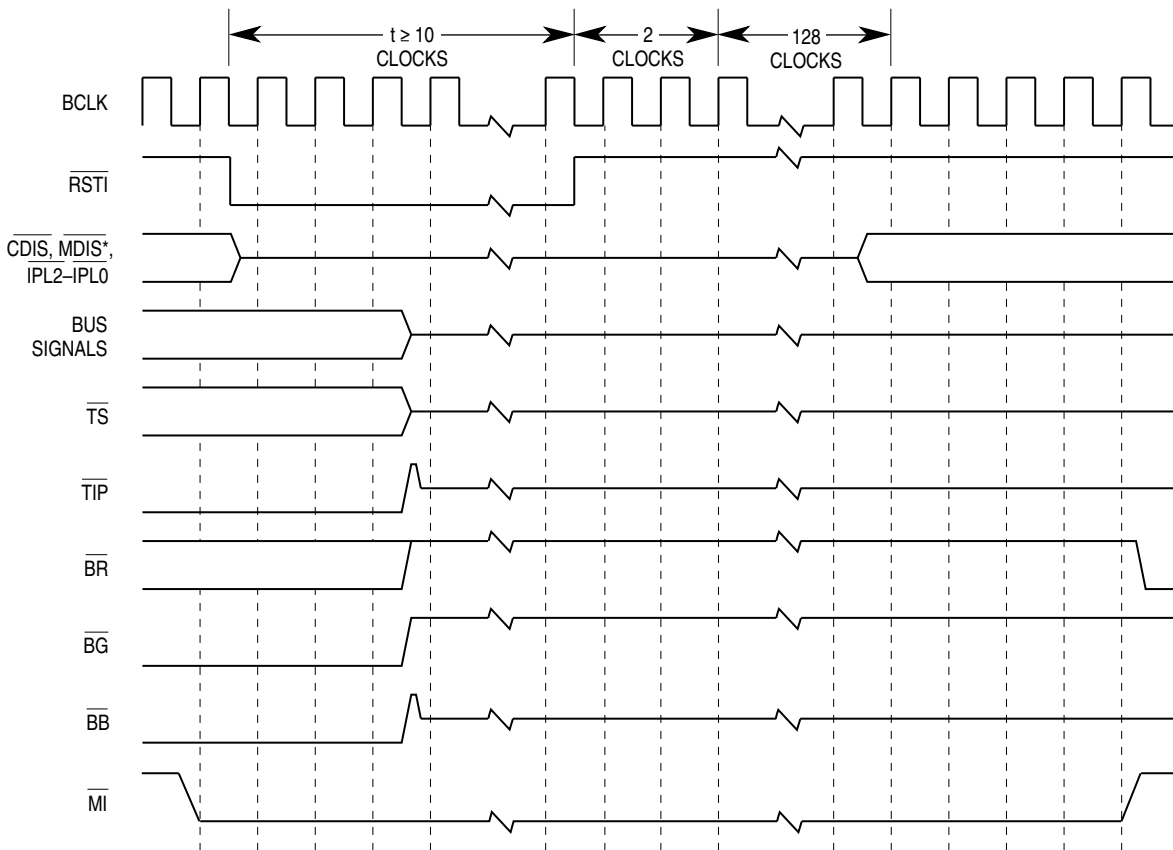 t ≥ 10
CLOCKS
2
CLOCKS
128
CLOCKS
BCLK
RSTI
CDIS, MDIS*,
IPL2–IPL0
BUS
SIGNALS
TS
TIP
BR
BG
BB
MI